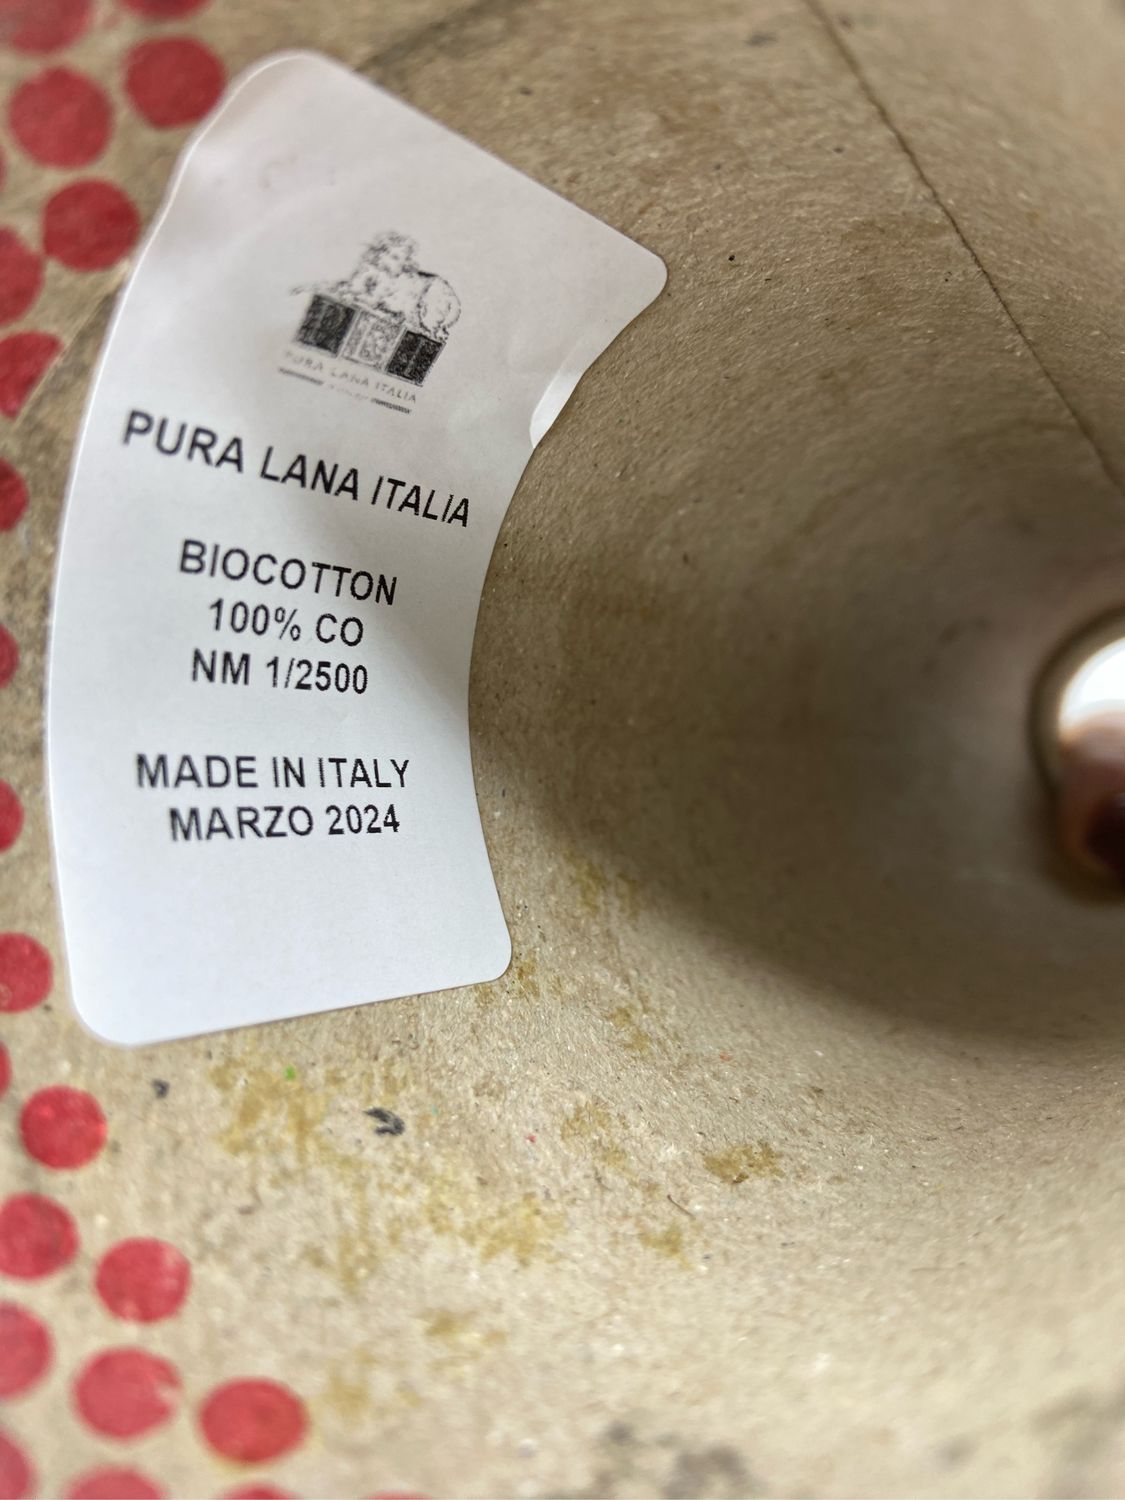 PURA LANA ITALIA
PURA LANA ITALIA
BIOCOTTON
100% CO
NM 1/2500
MADE IN ITALY
MARZO 2024